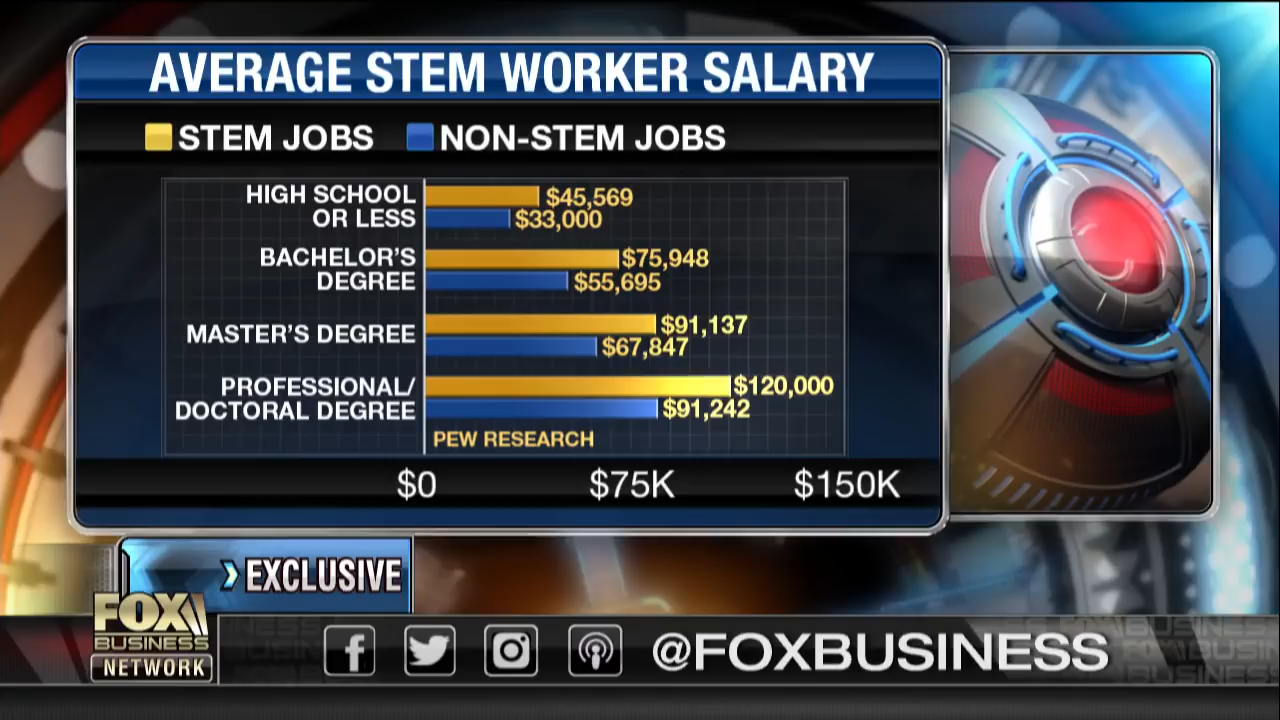 AVERAGE STEM WORKER SALARY
STEM JOBS NON-STEM JOBS
HIGH SCHOOL
OR LESS
$45,569
$33,000
BACHELOR'S
DEGREE
$75,948
$55,695
MASTER'S DEGREE
$91,137
$67,847
PROFESSIONAL/
DOCTORAL DEGREE
$120,000
$91,242
PEW RESEARCH
$0 $75K $150K
EXCLUSIVE
FOX
BUSINESS
NETWORK
@FOXBUSINESS